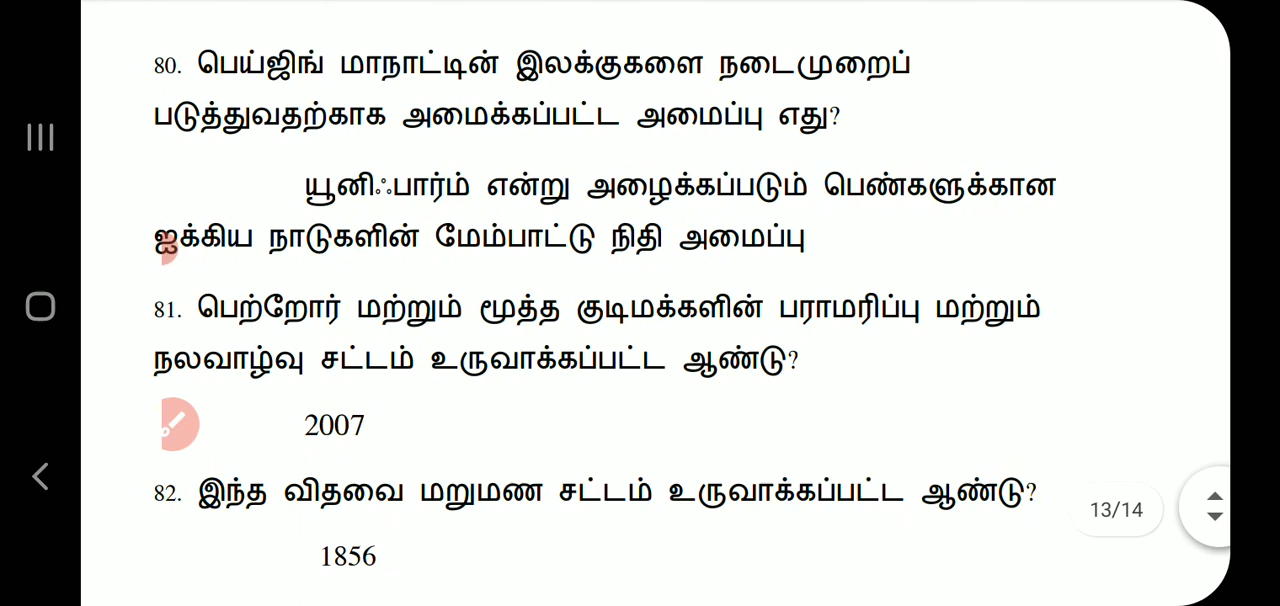 80. பெய்ஜிங் மாநாட்டின் இலக்குகளை நடைமுறைப்
படுத்துவதற்காக அமைக்கப்பட்ட அமைப்பு எது?
யூனிஃபார்ம் என்று அழைக்கப்படும் பெண்களுக்கான
ஐக்கிய நாடுகளின் மேம்பாட்டு நிதி அமைப்பு
81. பெற்றோர் மற்றும் மூத்த குடிமக்களின் பராமரிப்பு மற்றும்
நலவாழ்வு சட்டம் உருவாக்கப்பட்ட ஆண்டு?
2007
82. இந்த விதவை மறுமண சட்டம் உருவாக்கப்பட்ட ஆண்டு?
13/14
1856